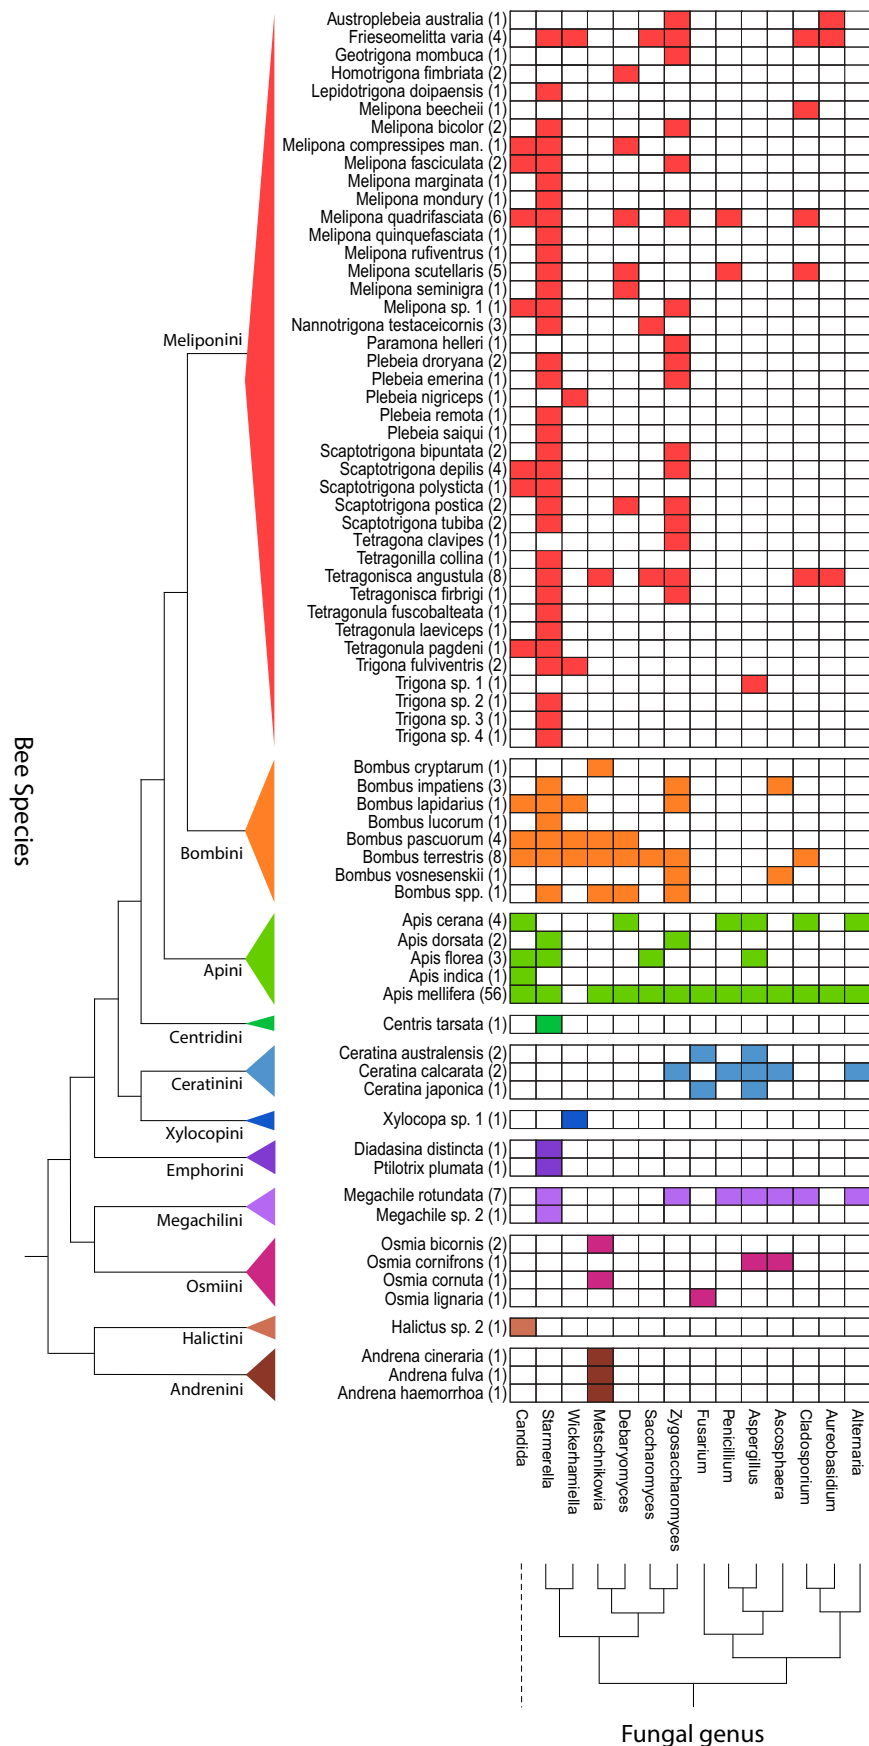 Austroplebeia australia (1)
Frieseomelitta varia (4)
Geotrigona mombuca (1)
Homotrigona fimbriata (2)
Lepidotrigona doipaensis (1)
Melipona beecheii (1)
Melipona bicolor (2)
Melipona compressipes man. (1)
Melipona fasciculata (2)
Melipona marginata (1)
Melipona mondury (1)
Melipona quadrifasciata (6)
Melipona quinquefasciata (1)
Melipona rufiventrus (1)
Melipona scutellaris (5)
Melipona seminigra (1)
Melipona sp. 1 (1)
Nannotrigona testaceicornis (3)
Paramona helleri (1)
Plebeia droryana (2)
Plebeia emerina (1)
Plebeia nigriceps (1)
Plebeia remota (1)
Plebeia saiqui (1)
Scaptotrigona bipuntata (2)
Scaptotrigona depilis (4)
Scaptotrigona polysticta (1)
Scaptotrigona postica (2)
Scaptotrigona tubiba (2)
Tetragona clavipes (1)
Tetragonilla collina (1)
Tetragonisca angustula (8)
Tetragonisca firbrigi (1)
Tetragonula fuscobalteata (1)
Tetragonula laeviceps (1)
Tetragonula pagdeni (1)
Trigona fulviventris (2)
Trigona sp. 1 (1)
Trigona sp. 2 (1)
Trigona sp. 3 (1)
Trigona sp. 4 (1)
Bombus cryptarum (1)
Bombus impatiens (3)
Bombus lapidarius (1)
Bombus lucorum (1)
Bombus pascuorum (4)
Bombus terrestris (8)
Bombus vosnesenskii (1)
Bombus spp. (1)
Apis cerana (4)
Apis dorsata (2)
Apis florea (3)
Apis indica (1)
Apis mellifera (56)
Centris tarsata (1)
Ceratina australensis (2)
Ceratina calcarata (2)
Ceratina japonica (1)
Xylocopa sp. 1 (1)
Diadasina distincta (1)
Ptilotrix plumata (1)
Megachile rotundata (7)
Megachile sp. 2 (1)
Osmia bicornis (2)
Osmia cornifrons (1)
Osmia cornuta (1)
Osmia lignaria (1)
Halictus sp. 2 (1)
Andrena cineraria (1)
Andrena fulva (1)
Andrena haemorrhoa (1)
Meliponini
Bombini
Apini
Centridini
Ceratinini
Xylocopini
Emphorini
Megachilini
Osmiini
Halictini
Andrenini
Bee Species
Candida
Starmerella
Wickerhamiella
Metschnikowia
Debaryomyces
Saccharomyces
Zygosaccharomyces
Fusarium
Penicillium
Aspergillus
Ascosphaera
Cladosporium
Aureobasidium
Alternaria
Fungal genus